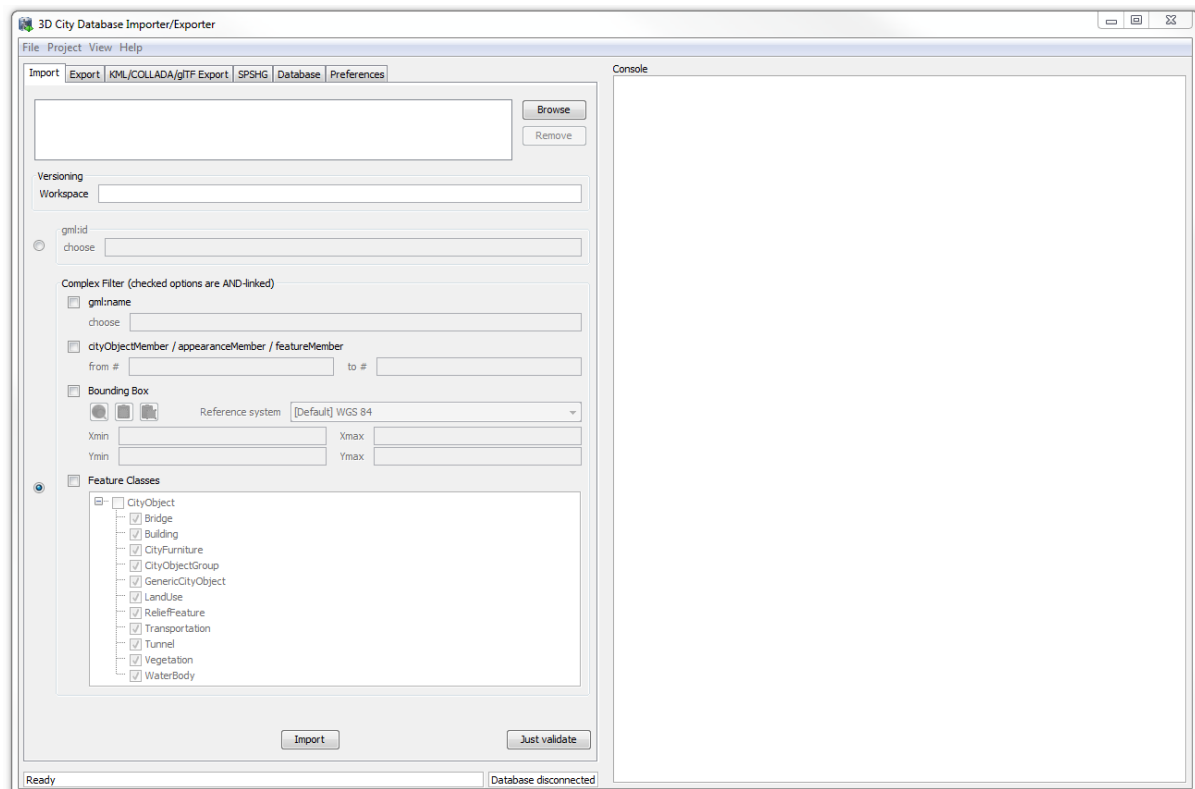 3D City Database Importer/Exporter
File Project View Help
Import Export KML/COLLADA/glTF Export SPSHG Database Preferences
Console
Browse
Remove
Versioning
Workspace
gml:id
choose
Complex Filter (checked options are AND-linked)
gml:name
choose
cityObjectMember / appearanceMember / featureMember
from # to #
Bounding Box
Reference system [Default] WGS 84
Xmin Xmax
Ymin Ymax
Feature Classes
CityObject
Bridge
Building
CityFurniture
CityObjectGroup
GenericCityObject
LandUse
ReliefFeature
Transportation
Tunnel
Vegetation
WaterBody
Import Just validate
Ready Database disconnected